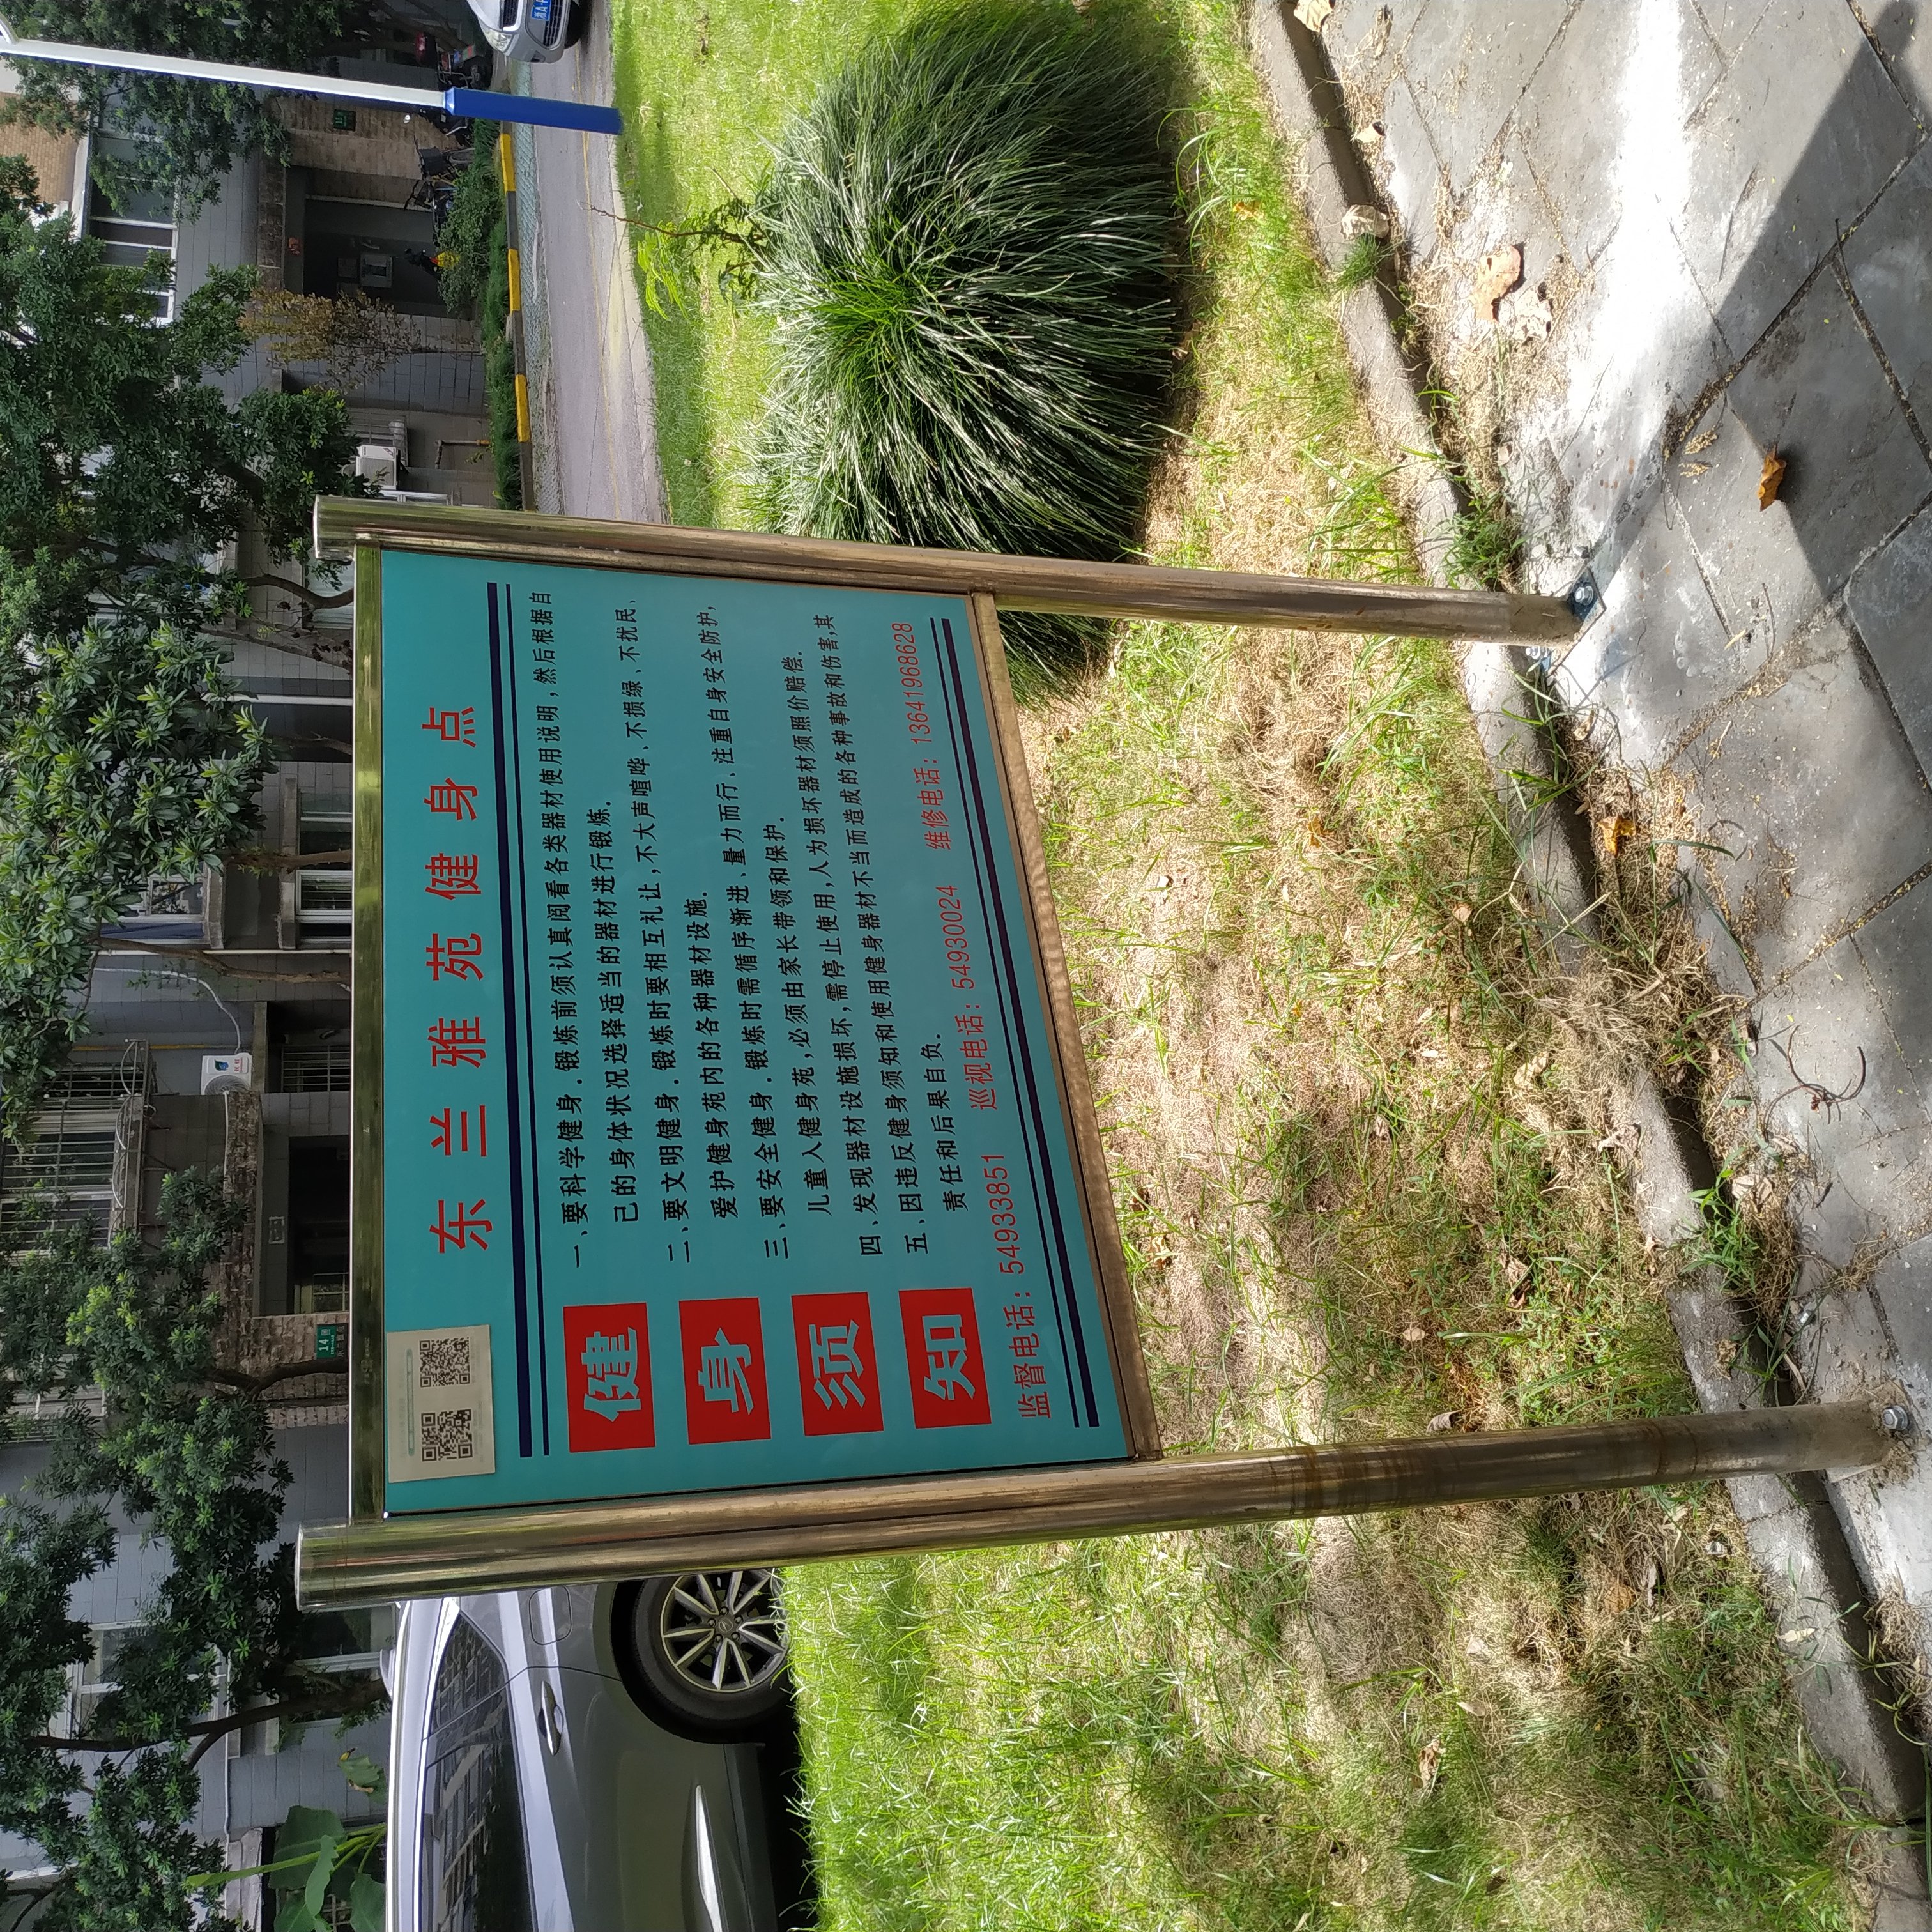 东兰雅苑健身点
健身须知
一、要科学健身.锻炼前须认真阅看各类器材使用说明,然后根据自
己的身体状况选择适当的器材进行锻炼.
二、要文明健身.锻炼时要相互礼让,不大声喧哗、不损绿、不扰民、
爱护健身苑内的各种器材设施.
三、要安全健身.锻炼时需循序渐进、量力而行、注重自身安全防护,
儿童入健身苑,必须由家长带领和保护.
四、发现器材设施损坏,需停止使用,人为损坏器材须照价赔偿.
五、因违反健身须知和使用健身器材不当而造成的各种事故和伤害,其
责任和后果自负.
监督电话: 54933851 巡视电话: 54930024 维修电话: 13641968628
14